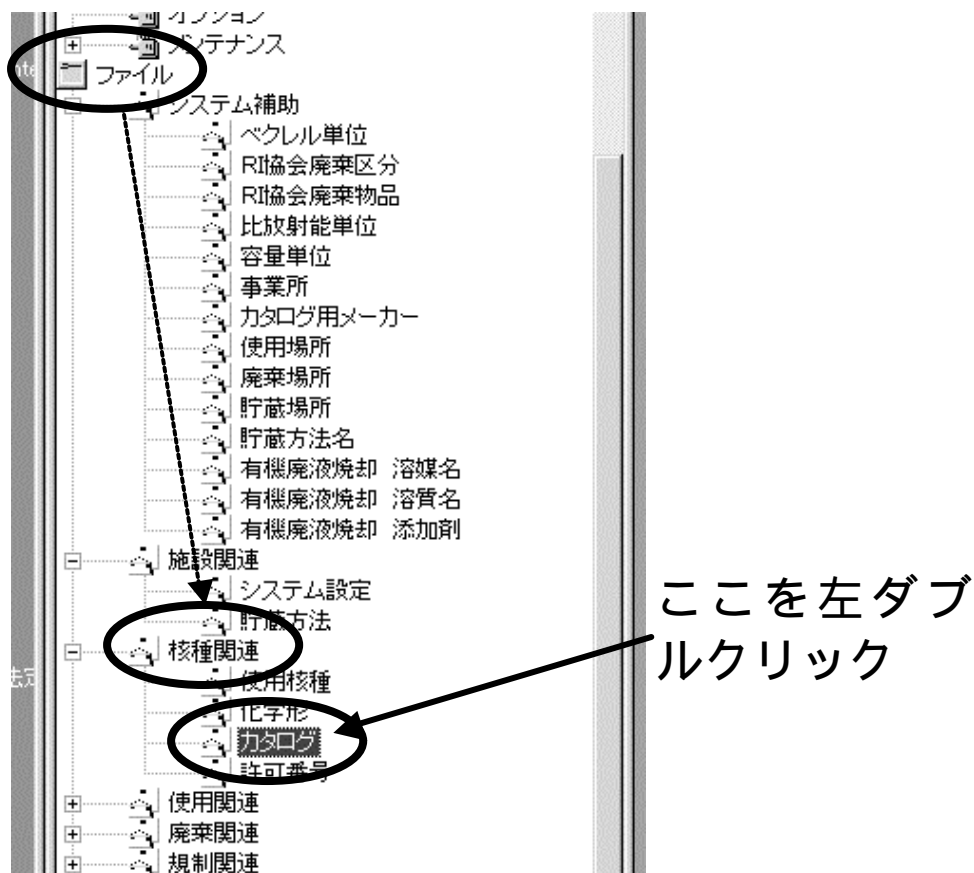 オプション
メンテナンス
ファイル
システム補助
ベクレル単位
RI協会廃棄区分
RI協会廃棄物品
比放射能単位
容量単位
事業所
カタログ用メーカー
使用場所
廃棄場所
貯蔵場所
貯蔵方法名
有機廃液焼却 溶媒名
有機廃液焼却 溶質名
有機廃液焼却 添加剤
施設関連
システム設定
貯蔵方法
核種関連
使用核種
化学形
カタログ
許可番号
使用関連
廃棄関連
規制関連
ここを左ダブ
ルクリック